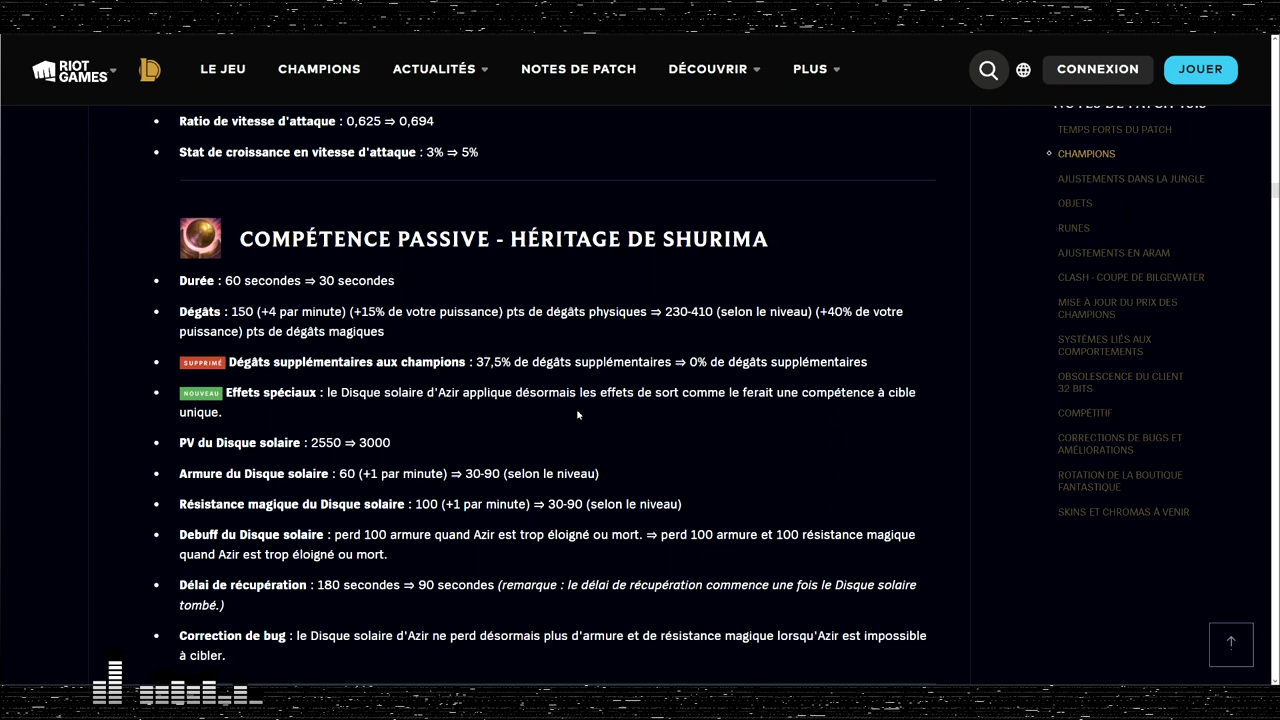 RIOT GAMES
LE JEU
CHAMPIONS
ACTUALITÉS
NOTES DE PATCH
DÉCOUVRIR
PLUS
CONNEXION
JOUER
Ratio de vitesse d'attaque : 0,625 ⇒ 0,694
Stat de croissance en vitesse d'attaque : 3% ⇒ 5%
COMPÉTENCE PASSIVE - HÉRITAGE DE SHURIMA
Durée : 60 secondes ⇒ 30 secondes
Dégâts : 150 (+4 par minute) (+15% de votre puissance) pts de dégâts physiques ⇒ 230-410 (selon le niveau) (+40% de votre
puissance) pts de dégâts magiques
SUPPRIMÉ Dégâts supplémentaires aux champions : 37,5% de dégâts supplémentaires ⇒ 0% de dégâts supplémentaires
NOUVEAU Effets spéciaux : le Disque solaire d'Azir applique désormais les effets de sort comme le ferait une compétence à cible
unique.
PV du Disque solaire : 2550 ⇒ 3000
Armure du Disque solaire : 60 (+1 par minute) ⇒ 30-90 (selon le niveau)
Résistance magique du Disque solaire : 100 (+1 par minute) ⇒ 30-90 (selon le niveau)
Debuff du Disque solaire : perd 100 armure quand Azir est trop éloigné ou mort. ⇒ perd 100 armure et 100 résistance magique
quand Azir est trop éloigné ou mort.
Délai de récupération : 180 secondes ⇒ 90 secondes (remarque : le délai de récupération commence une fois le Disque solaire
tombé.)
Correction de bug : le Disque solaire d'Azir ne perd désormais plus d'armure et de résistance magique lorsqu'Azir est impossible
à cibler.
TEMPS FORTS DU PATCH
CHAMPIONS
AJUSTEMENTS DANS LA JUNGLE
OBJETS
RUNES
AJUSTEMENTS EN ARAM
CLASH - COUPE DE BILGEWATER
MISE À JOUR DU PRIX DES
CHAMPIONS
SYSTÈMES LIÉS AUX
COMPORTEMENTS
OBSOLESCENCE DU CLIENT
32 BITS
COMPÉTITIF
CORRECTIONS DE BUGS ET
AMÉLIORATIONS
ROTATION DE LA BOUTIQUE
FANTASTIQUE
SKINS ET CHROMAS À VENIR